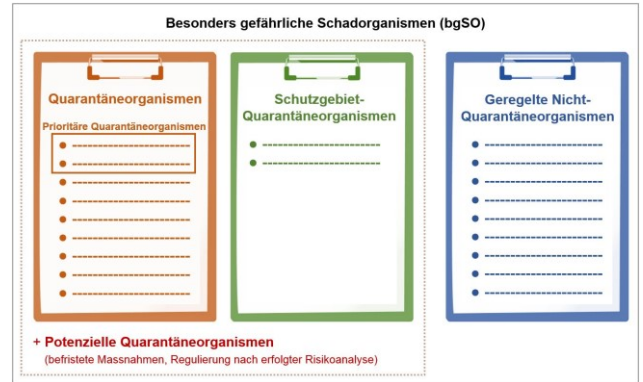 Besonders gefährliche Schadorganismen (bgSO)
Quarantäneorganismen
Prioritäre Quarantäneorganismen
Schutzgebiet-
Quarantäneorganismen
Geregelte Nicht-
Quarantäneorganismen
+ Potenzielle Quarantäneorganismen
(befristete Massnahmen, Regulierung nach erfolgter Risikoanalyse)